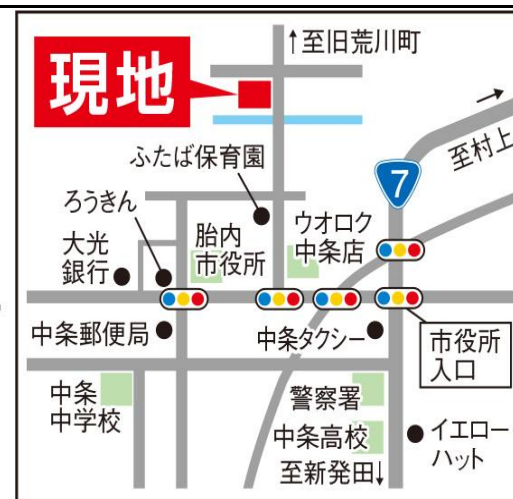 ↑至旧荒川町
現地
至村上
ふたば保育園
7
ろうきん
大光
銀行
胎内
市役所
ウオロク
中条店
中条郵便局
中条タクシー
市役所
入口
中条
中学校
警察署
中条高校
至新発田↓
イエロー
ハット